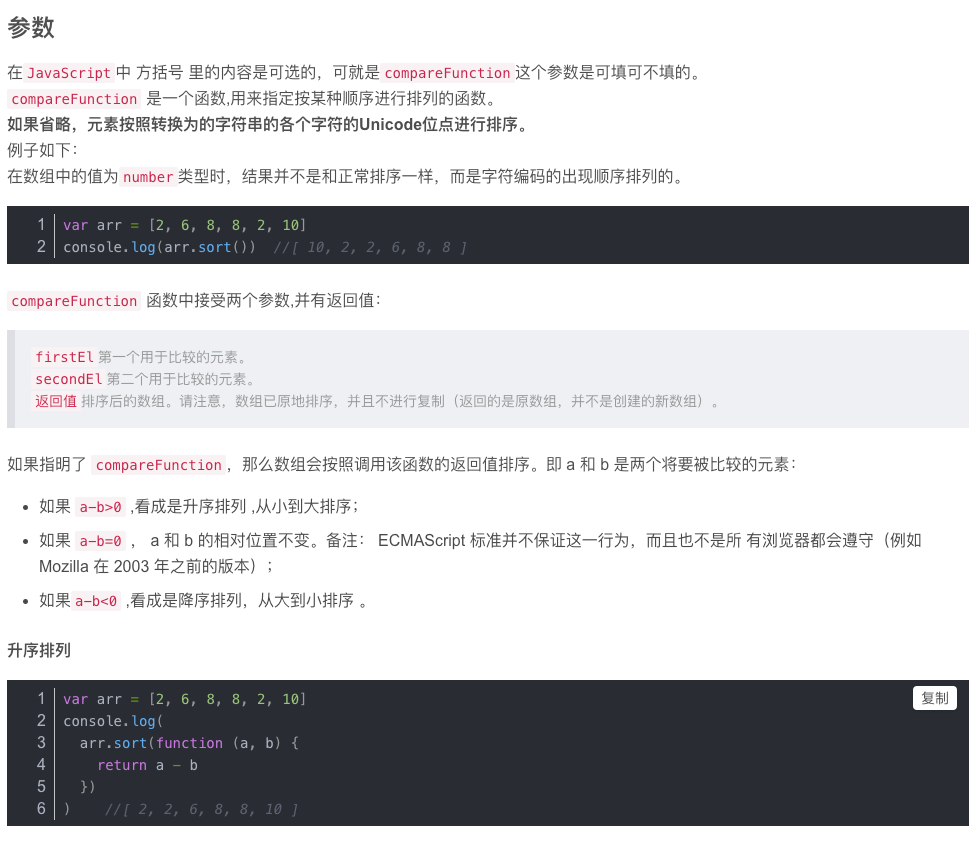 参数
在 JavaScript 中 方括号 里的内容是可选的，可就是 compareFunction 这个参数是可填可不填的。
compareFunction 是一个函数,用来指定按某种顺序进行排列的函数。
如果省略，元素按照转换为的字符串的各个字符的Unicode位点进行排序。
例子如下：
在数组中的值为 number 类型时，结果并不是和正常排序一样，而是字符编码的出现顺序排列的。
1 var arr = [2, 6, 8, 8, 2, 10]
2 console.log(arr.sort())  //[ 10, 2, 2, 6, 8, 8 ]
compareFunction 函数中接受两个参数,并有返回值：
firstEl 第一个用于比较的元素。
secondEl 第二个用于比较的元素。
返回值 排序后的数组。请注意，数组已原地排序，并且不进行复制（返回的是原数组，并不是创建的新数组）。
如果指明了 compareFunction ，那么数组会按照调用该函数的返回值排序。即 a 和 b 是两个将要被比较的元素：
• 如果 a-b>0 ,看成是升序排列 ,从小到大排序；
• 如果 a-b=0 ， a 和 b 的相对位置不变。备注： ECMAScript 标准并不保证这一行为，而且也不是所 有浏览器都会遵守（例如
Mozilla 在 2003 年之前的版本）；
• 如果 a-b<0 ,看成是降序排列，从大到小排序 。
升序排列
1 var arr = [2, 6, 8, 8, 2, 10]
复制
2 console.log(
3   arr.sort(function (a, b) {
4     return a - b
5   })
6 )    //[ 2, 2, 6, 8, 8, 10 ]